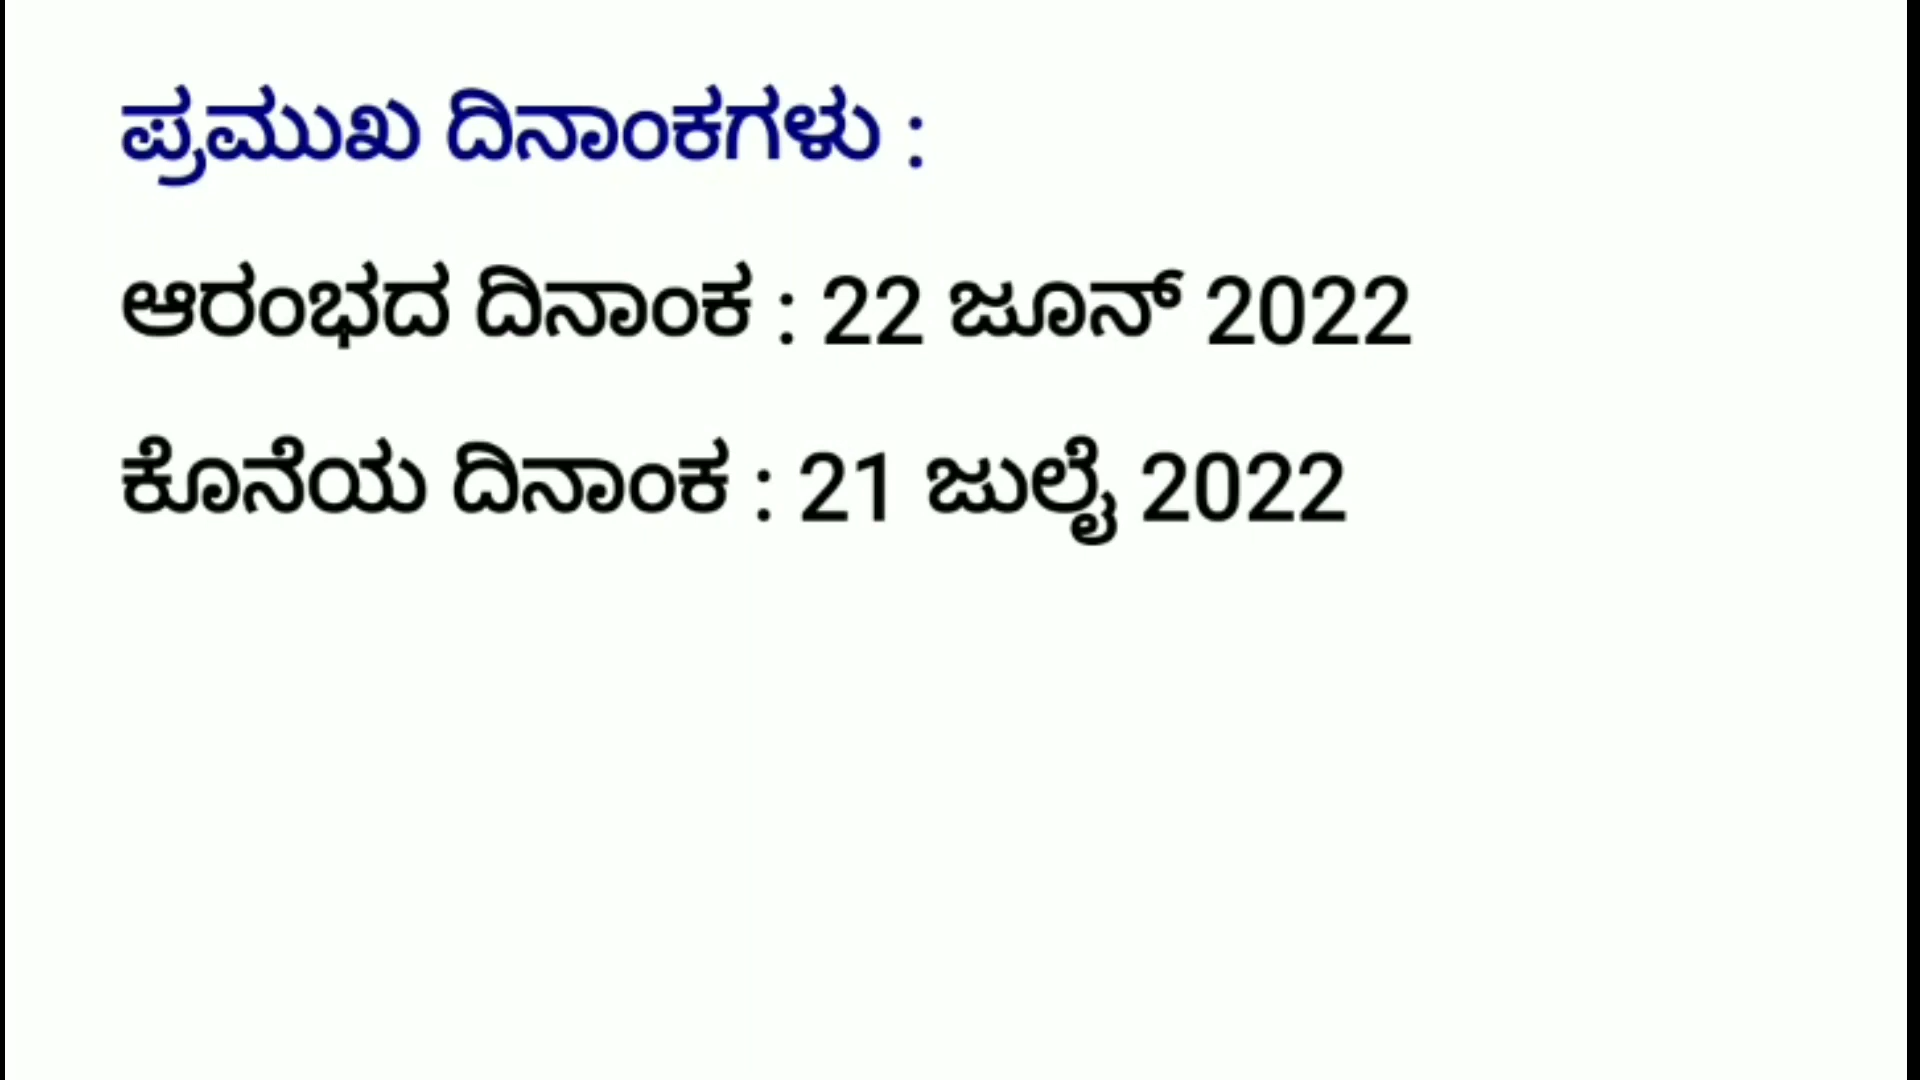 ಪ್ರಮುಖ ದಿನಾಂಕಗಳು :
ಆರಂಭದ ದಿನಾಂಕ : 22 ಜೂನ್ 2022
ಕೊನೆಯ ದಿನಾಂಕ : 21 ಜುಲೈ 2022